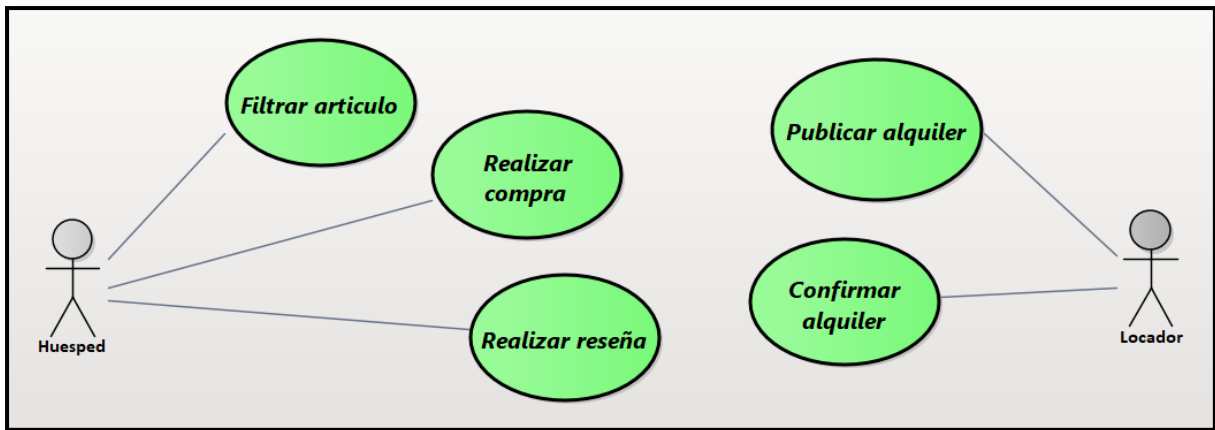 Filtrar articulo
Realizar
compra
Realizar reseña
Huesped
Publicar alquiler
Confirmar
alquiler
Locador